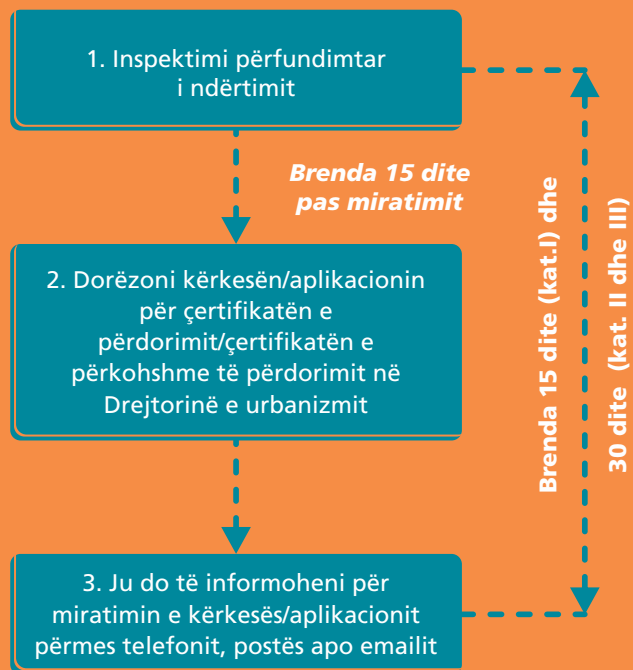 1. Inspektimi përfundimtar
i ndërtimit
Brenda 15 dite
pas miratimit
2. Dorëzoni kërkesën/aplikacionin
për çertifikatën e
përdorimit/çertifikatën e
përkohshme të përdorimit në
Drejtorinë e urbanizmit
3. Ju do të informoheni për
miratimin e kërkesës/aplikacionit
përmes telefonit, postës apo emailit
Brenda 15 dite (kat.I) dhe
30 dite (kat. II dhe III)